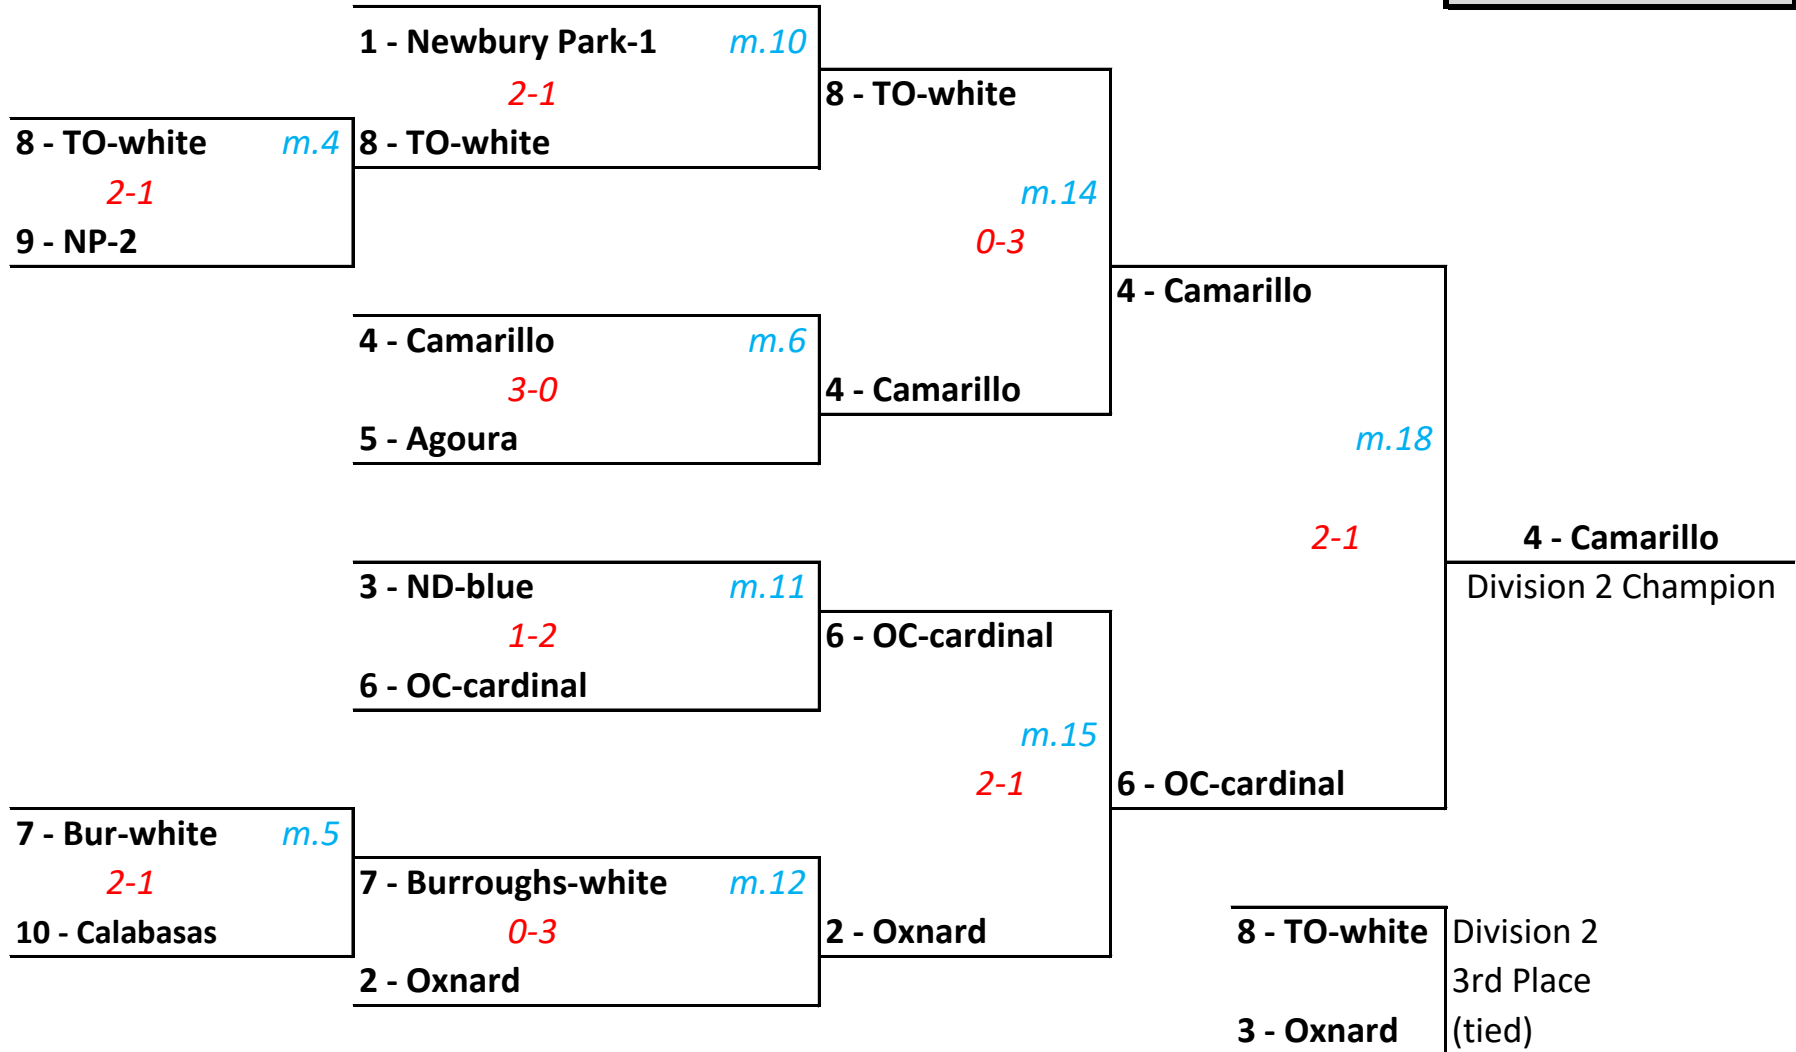 1 - Newbury Park-1 m.10
2-1
8 - TO-white
8 - TO-white m.4
8 - TO-white
2-1
m.14
9 - NP-2
0-3
4 - Camarillo
4 - Camarillo m.6
3-0
4 - Camarillo
5 - Agoura
m.18
2-1
4 - Camarillo
3 - ND-blue m.11
Division 2 Champion
1-2
6 - OC-cardinal
6 - OC-cardinal
m.15
2-1
6 - OC-cardinal
7 - Bur-white m.5
2-1
7 - Burroughs-white m.12
10 - Calabasas
0-3
2 - Oxnard
8 - TO-white Division 2
2 - Oxnard
3rd Place
3 - Oxnard (tied)